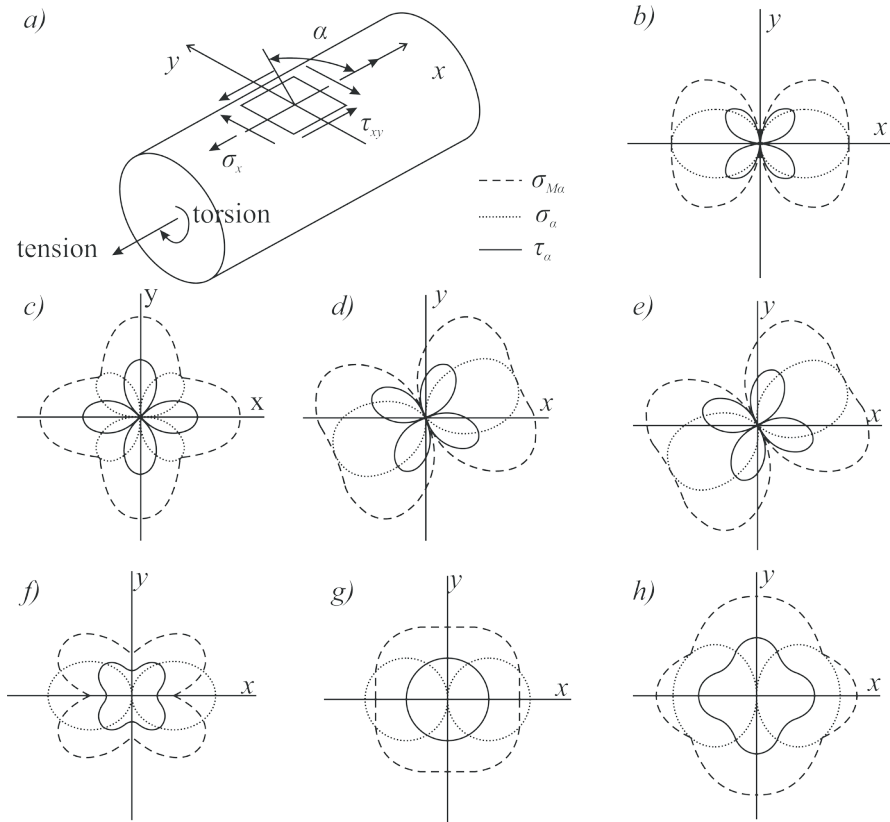 a)
α
y
x
τxy
σx
torsion
tension
σMα
σα
τα
b)
y
x
c)
y
x
d)
y
x
e)
y
x
f)
y
x
g)
y
x
h)
y
x